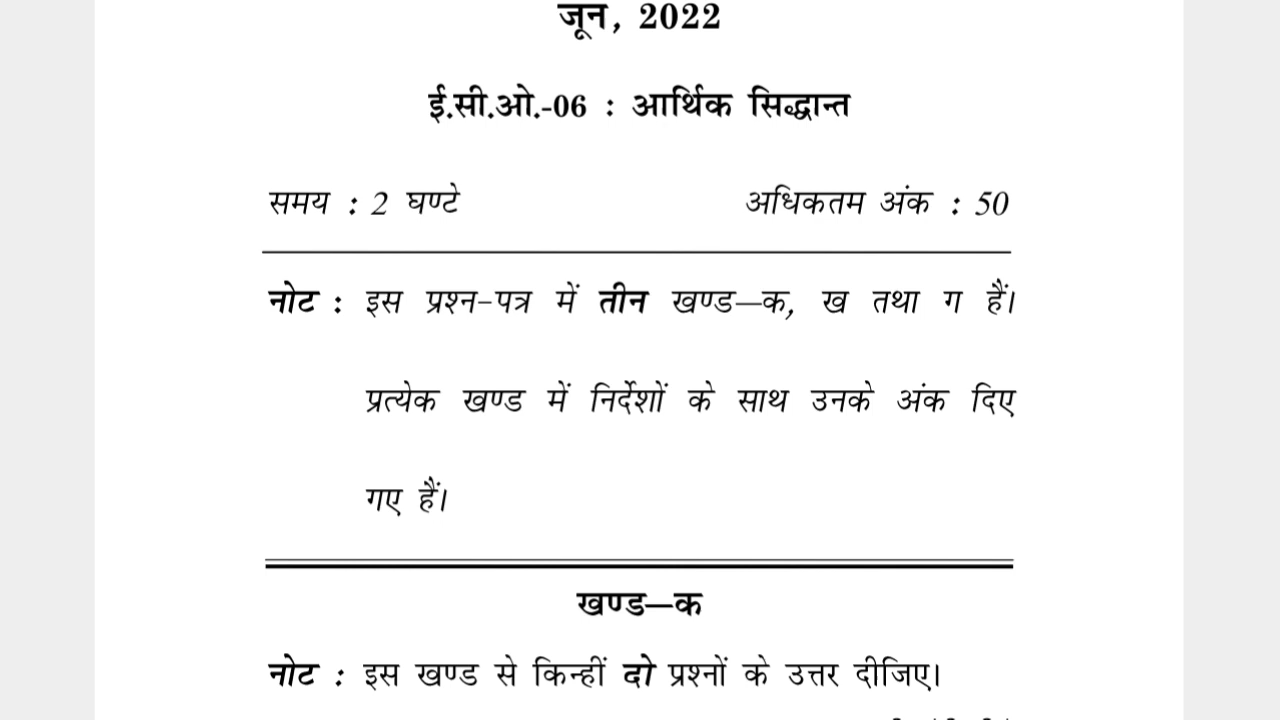 जून, 2022
ई.सी.ओ.-06 : आर्थिक सिद्धान्त
समय : 2 घण्टे अधिकतम अंक : 50
नोट : इस प्रश्न-पत्र में तीन खण्ड—क, ख तथा ग हैं।
प्रत्येक खण्ड में निर्देशों के साथ उनके अंक दिए
गए हैं।
खण्ड—क
नोट : इस खण्ड से किन्हीं दो प्रश्नों के उत्तर दीजिए।